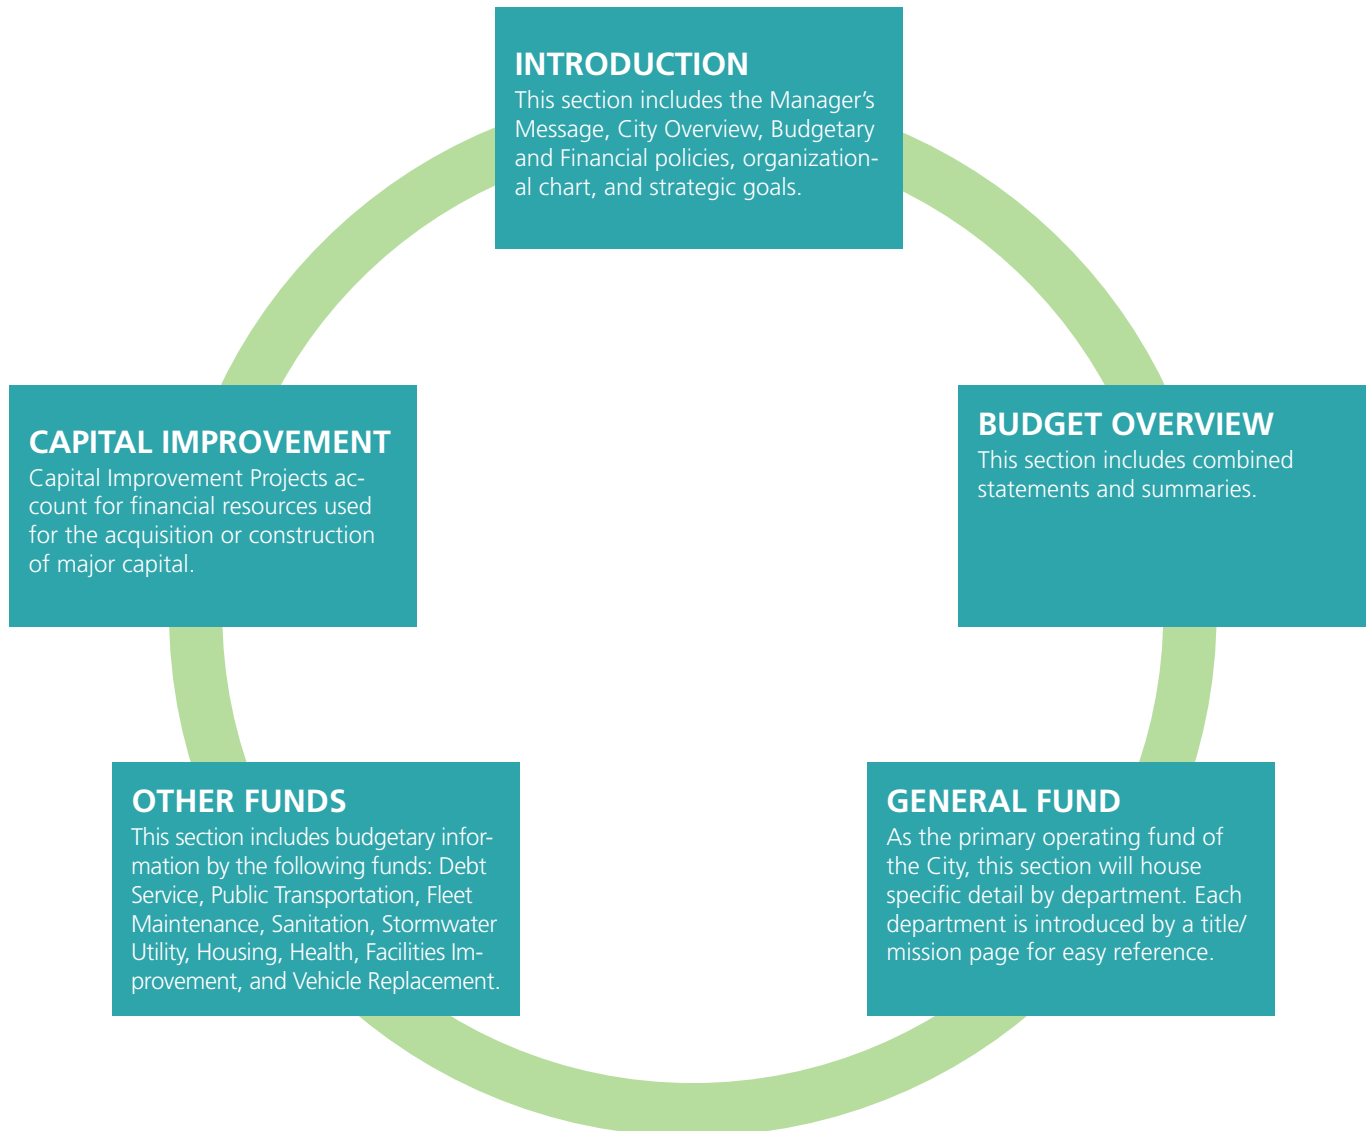 INTRODUCTION
This section includes the Manager’s
Message, City Overview, Budgetary
and Financial policies, organization-
al chart, and strategic goals.
CAPITAL IMPROVEMENT
Capital Improvement Projects ac-
count for financial resources used
for the acquisition or construction
of major capital.
BUDGET OVERVIEW
This section includes combined
statements and summaries.
OTHER FUNDS
This section includes budgetary infor-
mation by the following funds: Debt
Service, Public Transportation, Fleet
Maintenance, Sanitation, Stormwater
Utility, Housing, Health, Facilities Im-
provement, and Vehicle Replacement.
GENERAL FUND
As the primary operating fund of
the City, this section will house
specific detail by department. Each
department is introduced by a title/
mission page for easy reference.